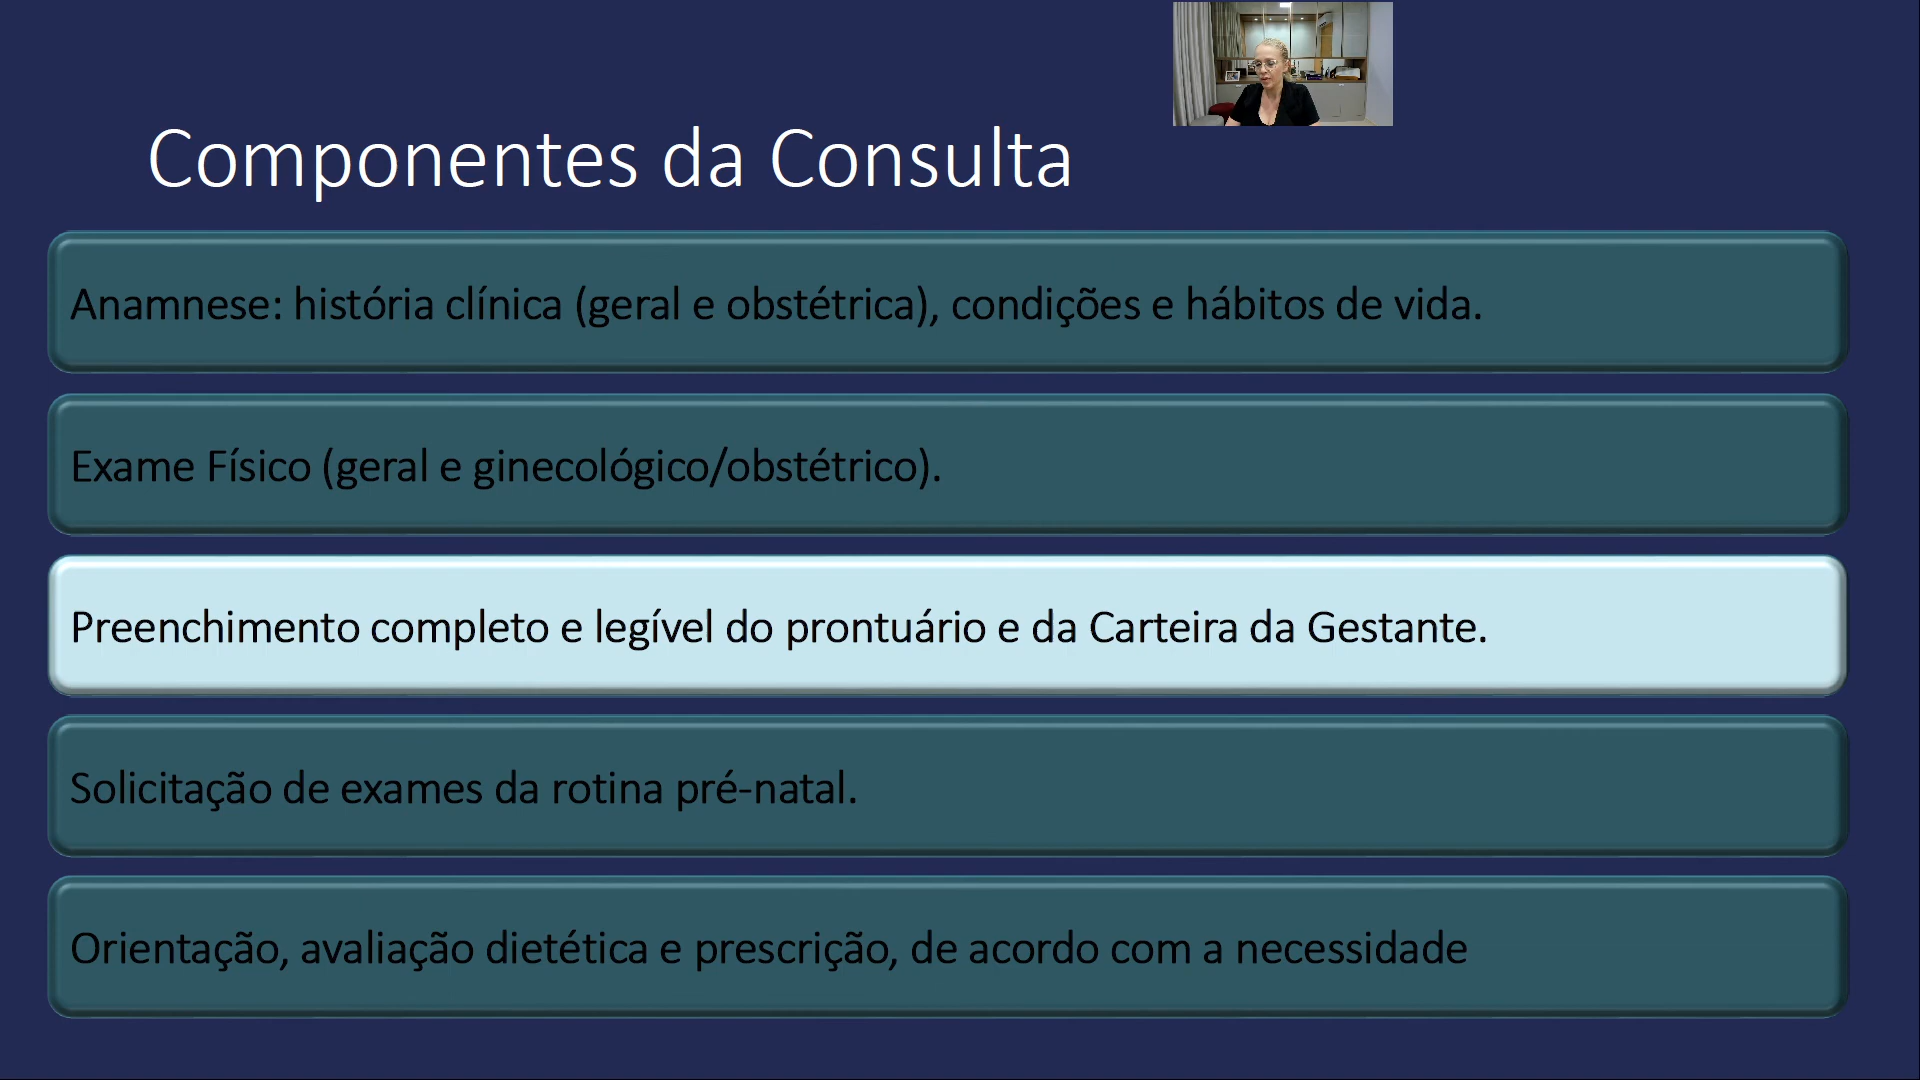 Componentes da Consulta
Anamnese: história clínica (geral e obstétrica), condições e hábitos de vida.
Exame Físico (geral e ginecológico/obstétrico).
Preenchimento completo e legível do prontuário e da Carteira da Gestante.
Solicitação de exames da rotina pré-natal.
Orientação, avaliação dietética e prescrição, de acordo com a necessidade